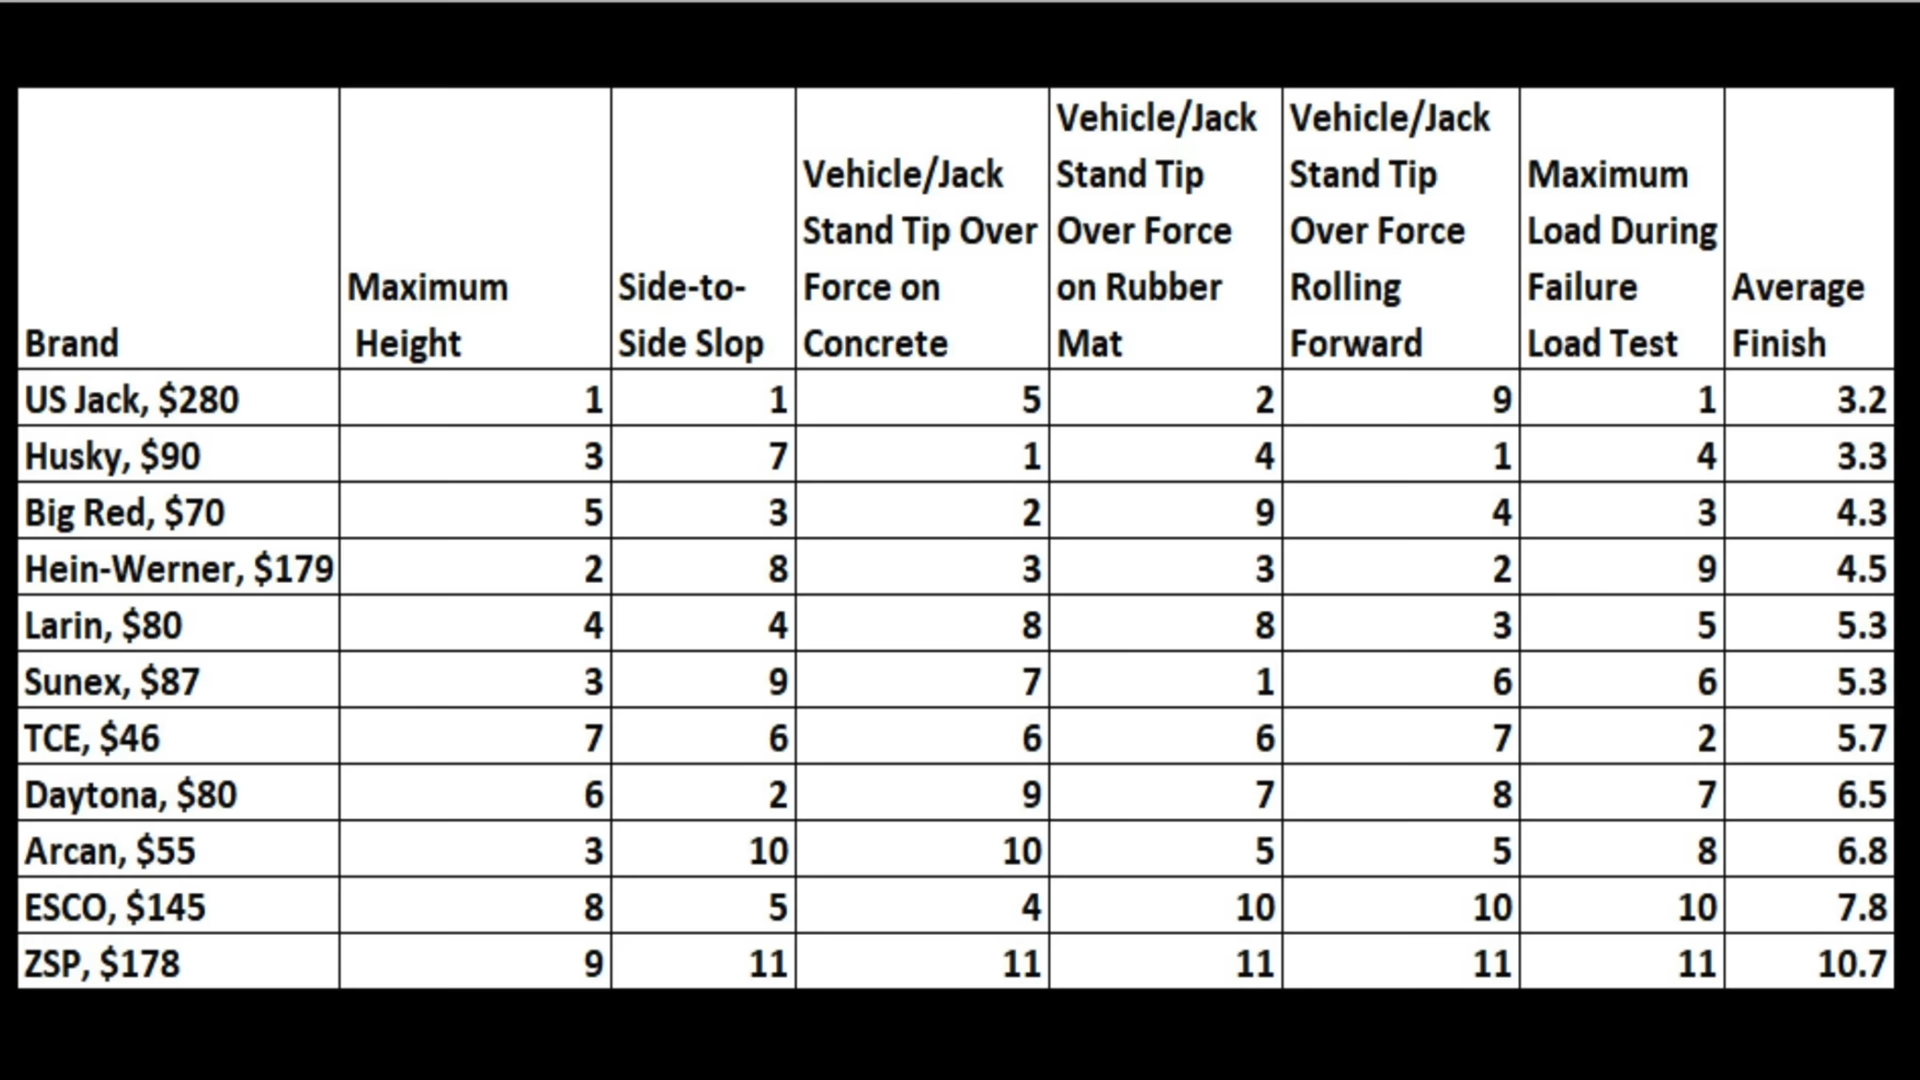 Brand | Maximum Height | Side-to-Side Slop | Vehicle/Jack Stand Tip Over Force on Concrete | Vehicle/Jack Stand Tip Over Force on Rubber Mat | Vehicle/Jack Stand Tip Over Force Rolling Forward | Maximum Load During Failure Load Test | Average Finish
US Jack, $280 | 1 | 1 | 5 | 2 | 9 | 1 | 3.2
Husky, $90 | 3 | 7 | 1 | 4 | 1 | 4 | 3.3
Big Red, $70 | 5 | 3 | 2 | 9 | 4 | 3 | 4.3
Hein-Werner, $179 | 2 | 8 | 3 | 3 | 2 | 9 | 4.5
Larin, $80 | 4 | 4 | 8 | 8 | 3 | 5 | 5.3
Sunex, $87 | 3 | 9 | 7 | 1 | 6 | 6 | 5.3
TCE, $46 | 7 | 6 | 6 | 6 | 7 | 2 | 5.7
Daytona, $80 | 6 | 2 | 9 | 7 | 8 | 7 | 6.5
Arcan, $55 | 3 | 10 | 10 | 5 | 5 | 8 | 6.8
ESCO, $145 | 8 | 5 | 4 | 10 | 10 | 10 | 7.8
ZSP, $178 | 9 | 11 | 11 | 11 | 11 | 11 | 10.7